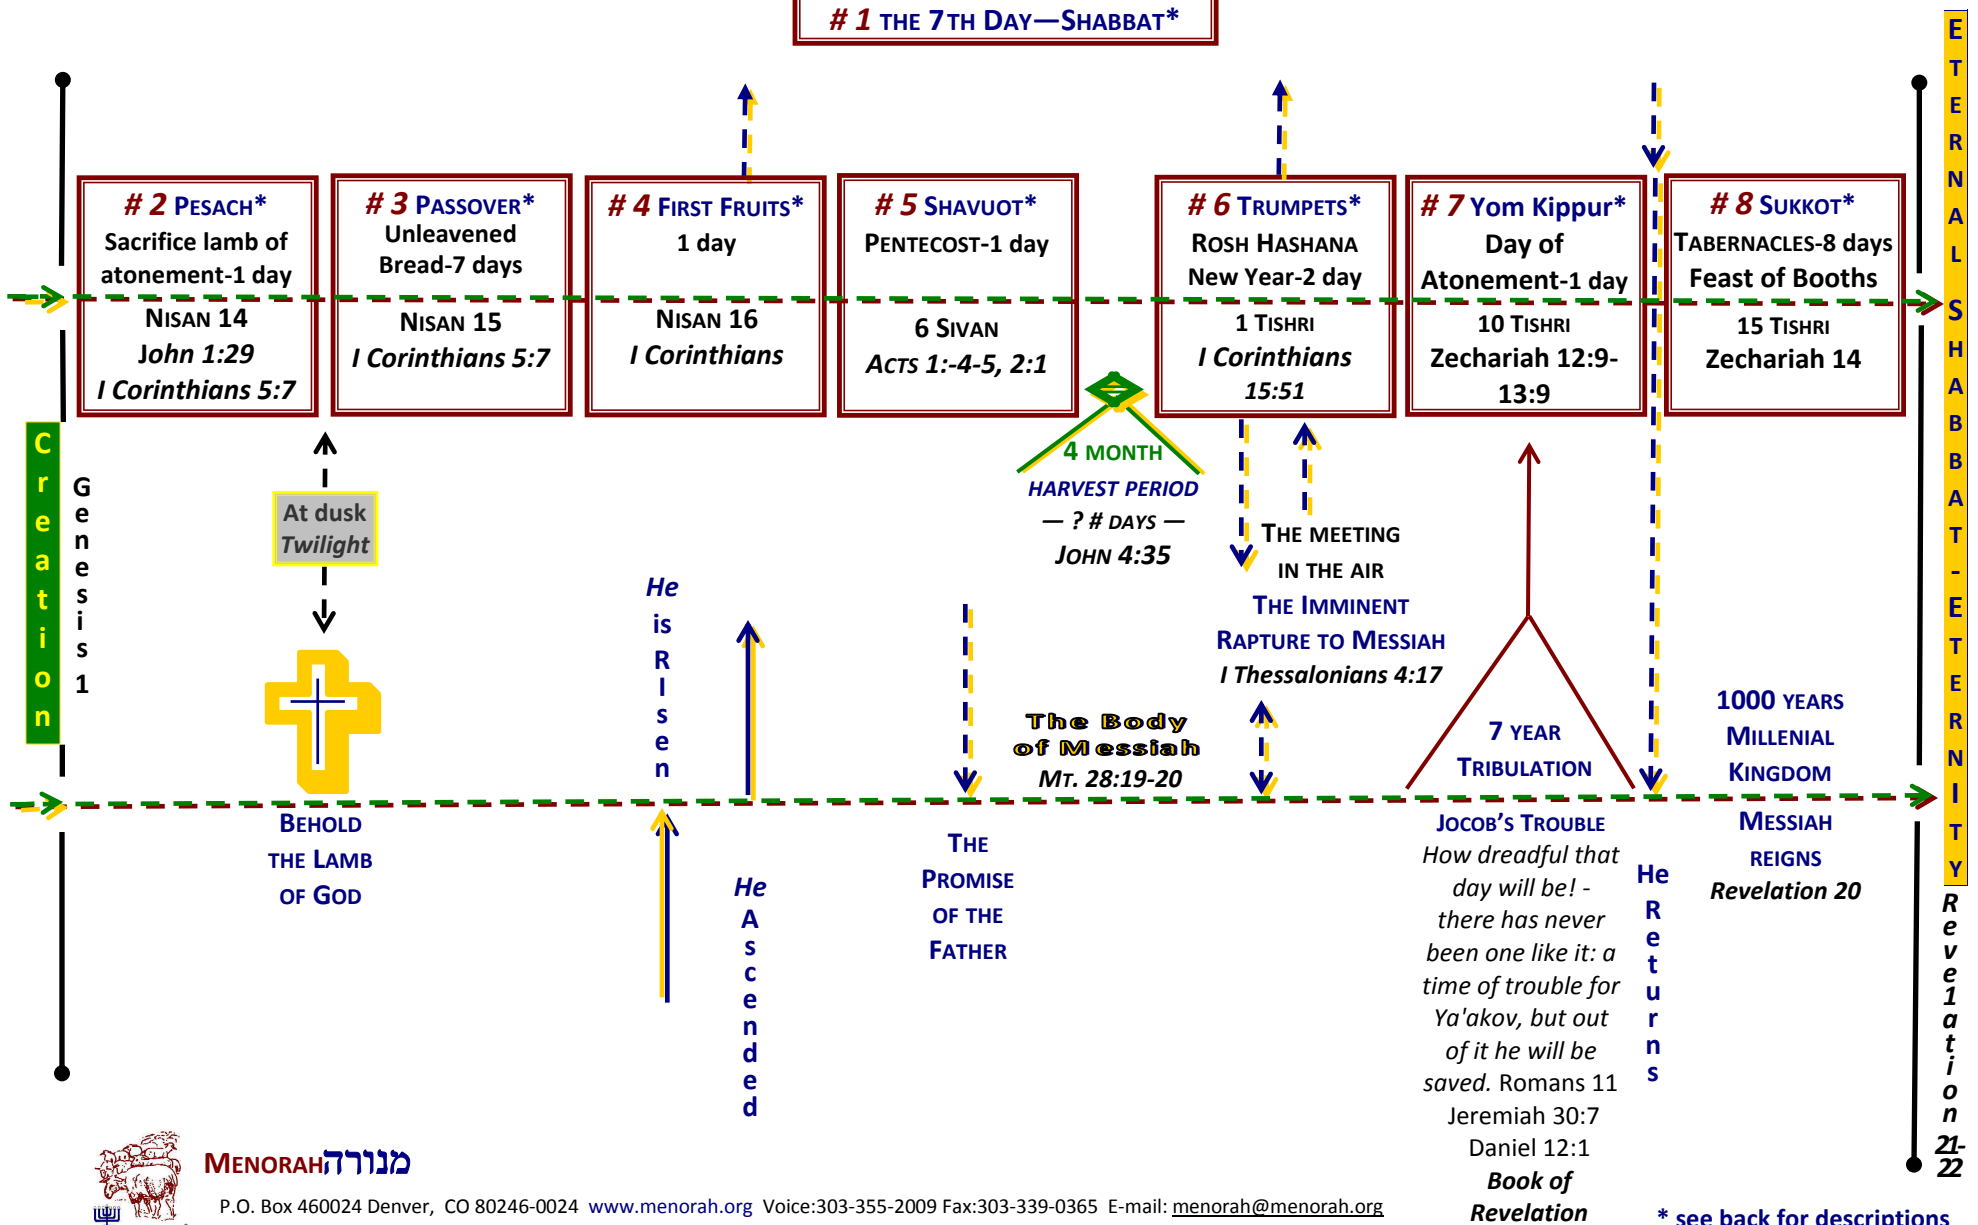 # 1 THE 7TH DAY—SHABBAT*
# 2 PESACH*
Sacrifice lamb of
atonement-1 day
NISAN 14
John 1:29
I Corinthians 5:7
# 3 PASSOVER*
Unleavened
Bread-7 days
NISAN 15
I Corinthians 5:7
# 4 FIRST FRUITS*
1 day
NISAN 16
I Corinthians
# 5 SHAVUOT*
PENTECOST-1 day
6 SIVAN
ACTS 1:-4-5, 2:1
# 6 TRUMPETS*
ROSH HASHANA
New Year-2 day
1 TISHRI
I Corinthians
15:51
# 7 Yom Kippur*
Day of
Atonement-1 day
10 TISHRI
Zechariah 12:9-
13:9
# 8 SUKKOT*
TABERNACLES-8 days
Feast of Booths
15 TISHRI
Zechariah 14
Creation
Genesis 1
At dusk
Twilight
BEHOLD
THE LAMB
OF GOD
He
is
RIsen
He
Ascended
THE
PROMISE
OF THE
FATHER
4 MONTH
HARVEST PERIOD
— ? # DAYS —
JOHN 4:35
The Body
of Messiah
MT. 28:19-20
THE MEETING
IN THE AIR
THE IMMINENT
RAPTURE TO MESSIAH
I Thessalonians 4:17
7 YEAR
TRIBULATION
JOCOB'S TROUBLE
How dreadful that
day will be! -
there has never
been one like it: a
time of trouble for
Ya'akov, but out
of it he will be
saved. Romans 11
Jeremiah 30:7
Daniel 12:1
Book of
Revelation
He
Returns
1000 YEARS
MILLENIAL
KINGDOM
MESSIAH
REIGNS
Revelation 20
ETERNAL SHABBAT-ETERNITY
Reve1ation
21-
22
MENORAH מנורה
P.O. Box 460024 Denver, CO 80246-0024 www.menorah.org Voice:303-355-2009 Fax:303-339-0365 E-mail: menorah@menorah.org
* see back for descriptions